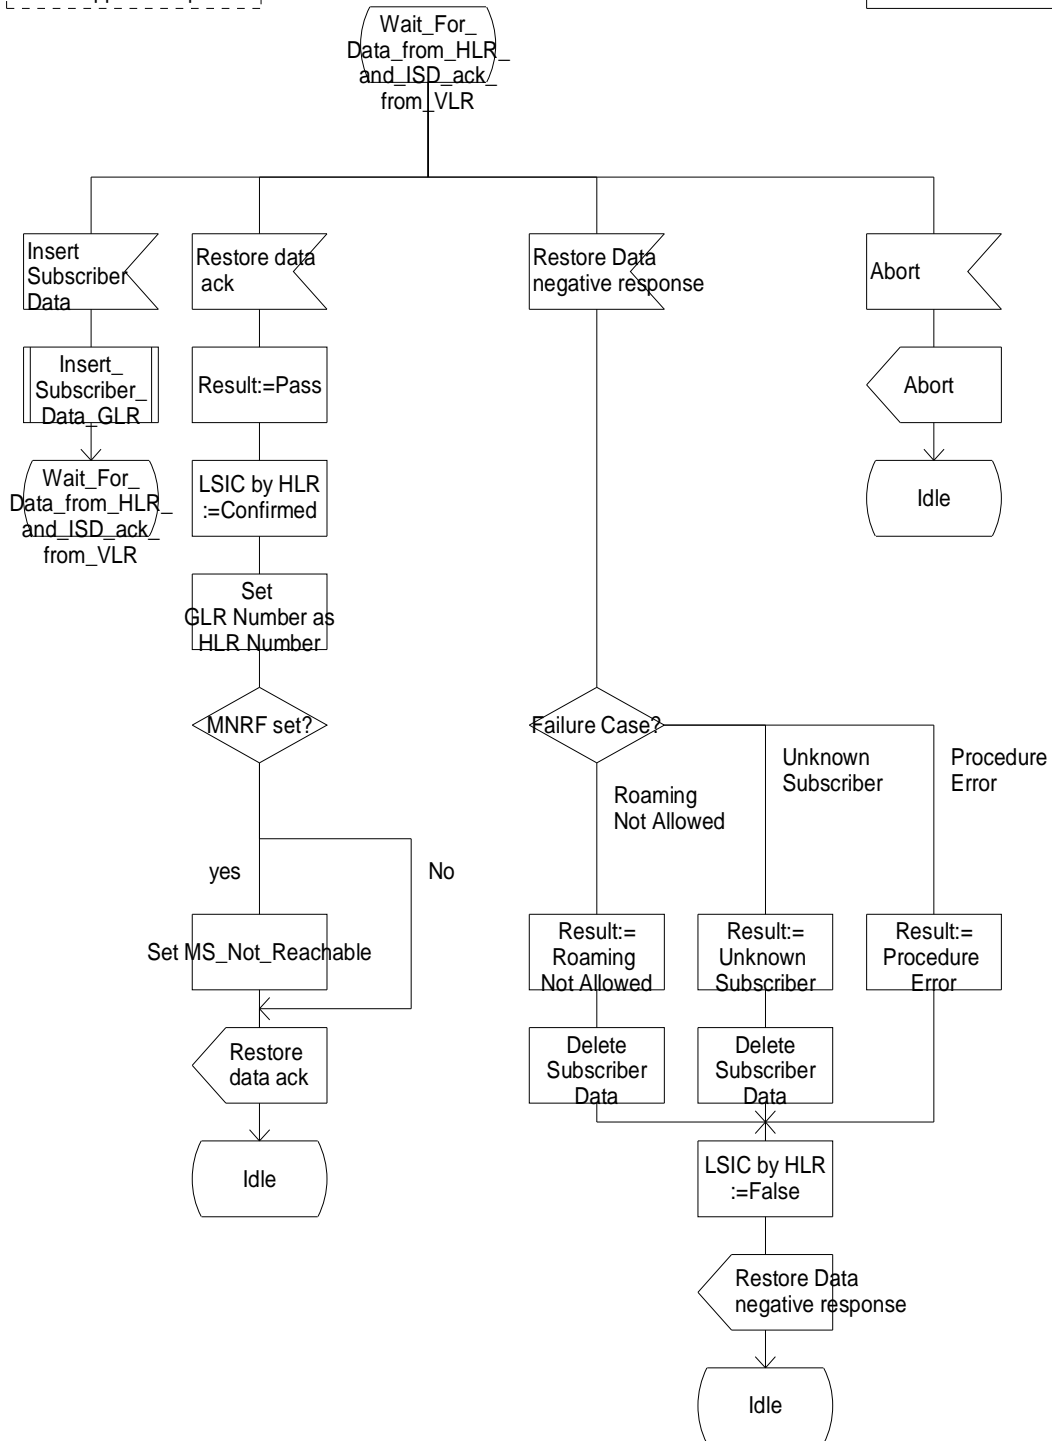 Wait_For_
Data_from_HLR_
and_ISD_ack_
from_VLR
Insert
Subscriber
Data
Restore data
ack
Restore Data
negative response
Abort
Insert_
Subscriber_
Data_GLR
Result:=Pass
Abort
Wait_For_
Data_from_HLR_
and_ISD_ack_
from_VLR
LSIC by HLR
:=Confirmed
Idle
Set
GLR Number as
HLR Number
MNRF set?
Failure Case?
Unknown
Subscriber
Procedure
Error
Roaming
Not Allowed
yes
No
Set MS_Not_Reachable
Result:=
Roaming
Not Allowed
Result:=
Unknown
Subscriber
Result:=
Procedure
Error
Restore
data ack
Delete
Subscriber
Data
Delete
Subscriber
Data
Idle
LSIC by HLR
:=False
Restore Data
negative response
Idle